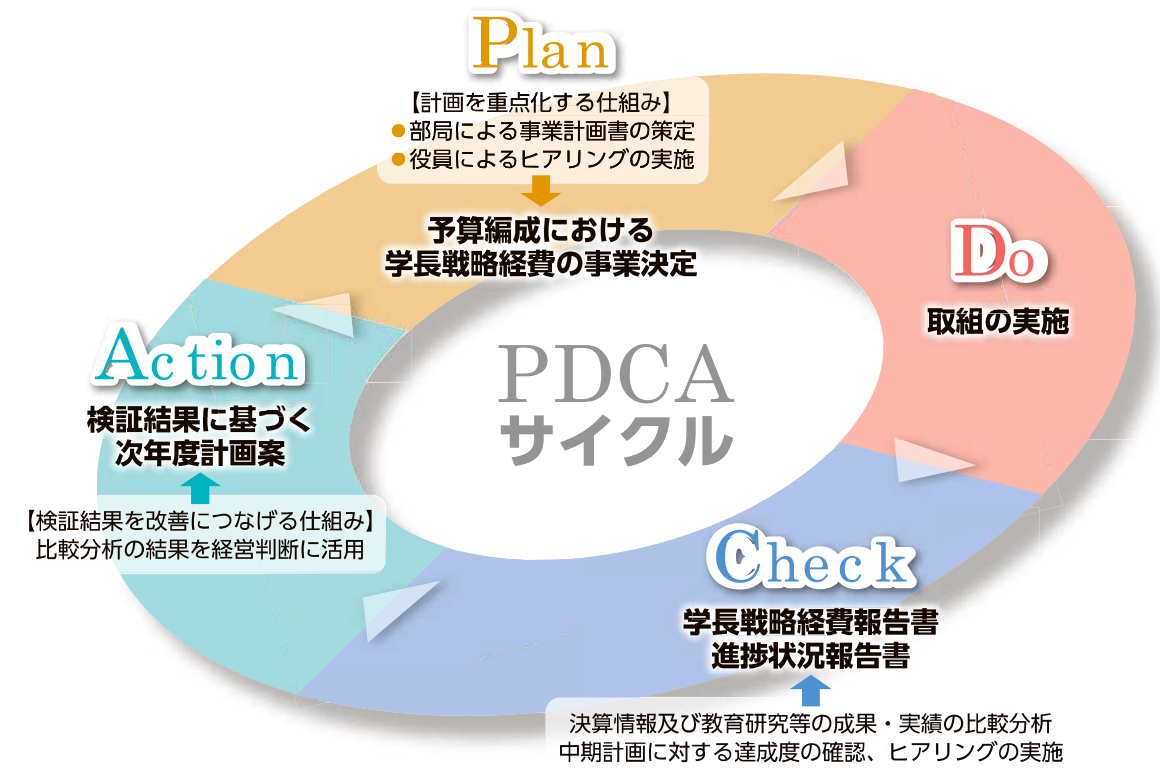 Plan
【計画を重点化する仕組み】
●部局による事業計画書の策定
●役員によるヒアリングの実施
予算編成における
学長戦略経費の事業決定
Do
取組の実施
PDCA
サイクル
Check
学長戦略経費報告書
進捗状況報告書
決算情報及び教育研究等の成果・実績の比較分析
中期計画に対する達成度の確認、ヒアリングの実施
Action
検証結果に基づく
次年度計画案
【検証結果を改善につなげる仕組み】
比較分析の結果を経営判断に活用